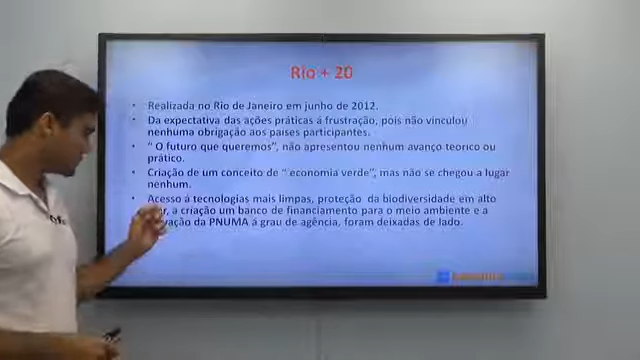 Rio + 20
• Realizada no Rio de Janeiro em junho de 2012.
• Da expectativa das ações práticas á frustração, pois não vinculou
nenhuma obrigação aos paises participantes.
• " O futuro que queremos", não apresentou nenhum avanço teórico ou
prático.
• Criação de um conceito de " economia verde", mas não se chegou a lugar
nenhum.
• Acesso á tecnologias mais limpas, proteção da biodiversidade em alto
a criação um banco de financiamento para o meio ambiente e a
da PNUMA á grau de agência, foram deixadas de lado.